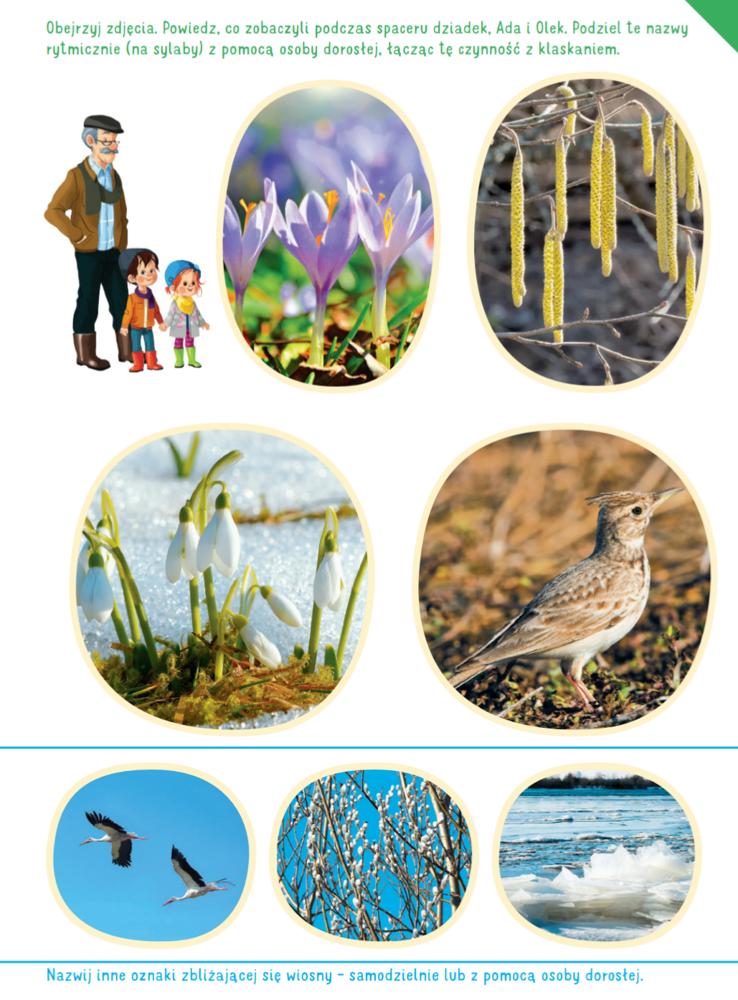 Obejrzyj zdjęcia. Powiedz, co zobaczyli podczas spaceru dziadek, Ada i Olek. Podziel te nazwy
rytmicznie (na sylaby) z pomocą osoby dorosłej, łącząc tę czynność z klaskaniem.
Nazwij inne oznaki zbliżającej się wiosny – samodzielnie lub z pomocą osoby dorosłej.